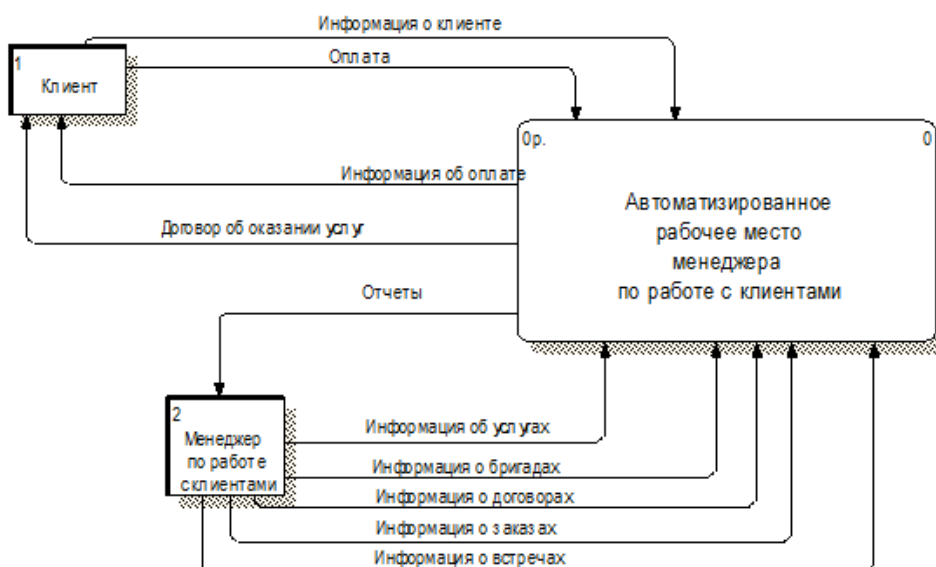 Информация о клиенте
1
Клиент
Оплата
0р.
0
Информация об оплате
Автоматизированное
рабочее место
менеджера
по работе с клиентами
Договор об оказании услуг
Отчеты
2
Менеджер
по работе
с клиентами
Информация об услугах
Информация о бригадах
Информация о договорах
Информация о заказах
Информация о встречах